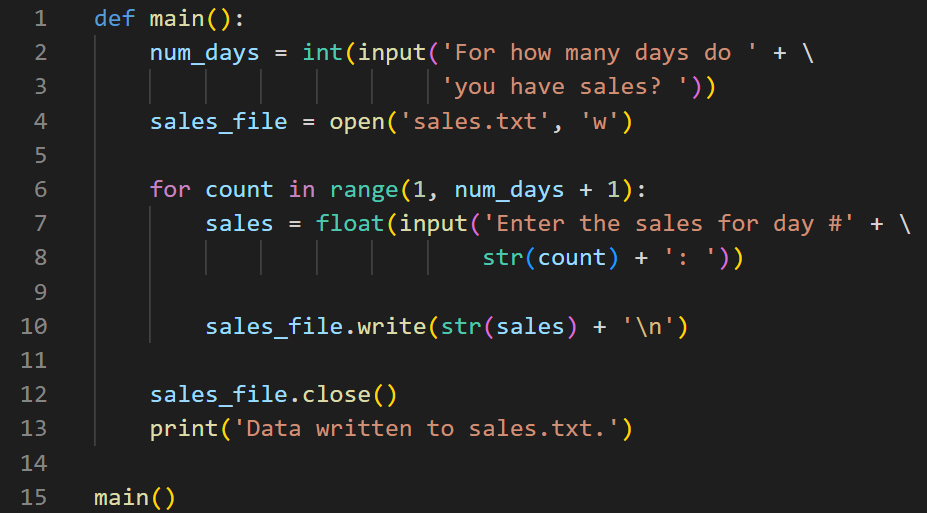 1 def main():
2     num_days = int(input('For how many days do ' + \
3                          'you have sales? '))
4     sales_file = open('sales.txt', 'w')
5
6     for count in range(1, num_days + 1):
7         sales = float(input('Enter the sales for day #' + \
8                             str(count) + ': '))
9
10         sales_file.write(str(sales) + '\n')
11
12     sales_file.close()
13     print('Data written to sales.txt.')
14
15 main()